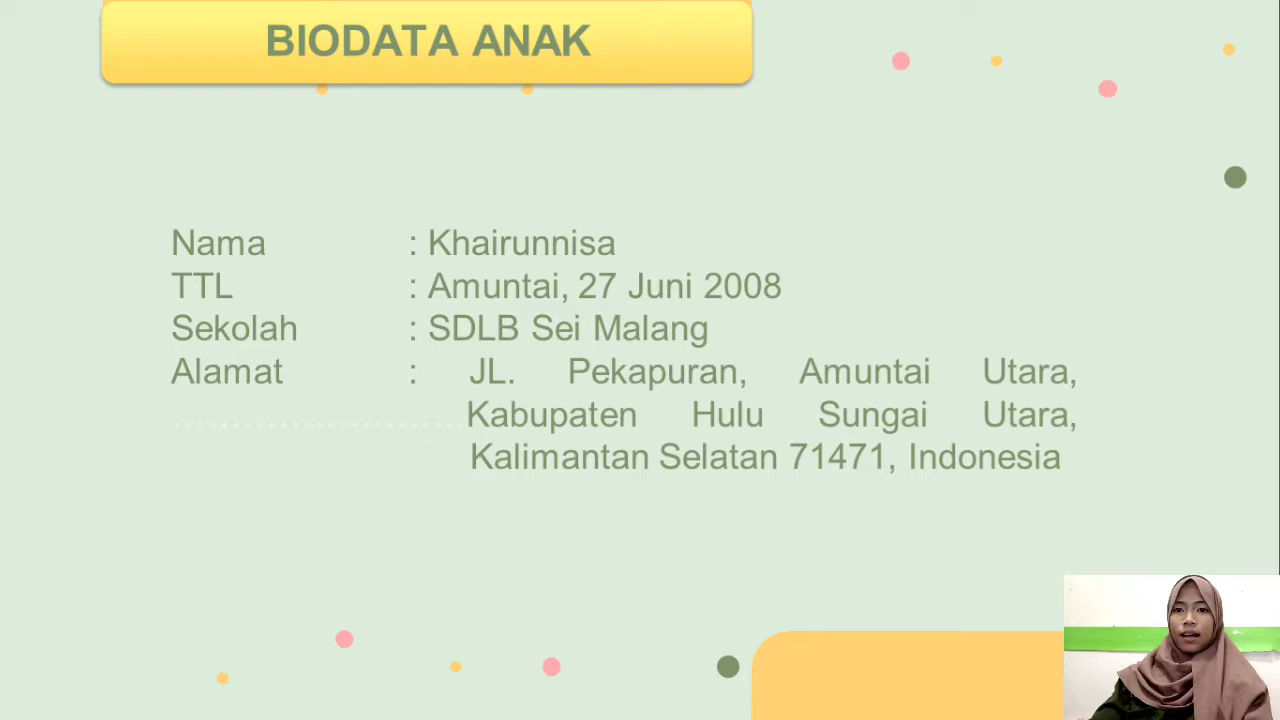 BIODATA ANAK
Nama : Khairunnisa
TTL : Amuntai, 27 Juni 2008
Sekolah : SDLB Sei Malang
Alamat : JL. Pekapuran, Amuntai Utara,
Kabupaten Hulu Sungai Utara,
Kalimantan Selatan 71471, Indonesia